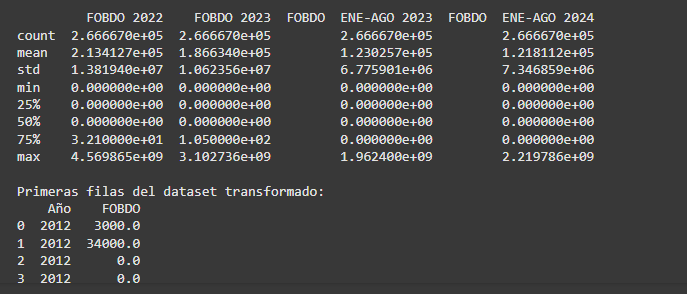 FOBDO 2022 FOBDO 2023 FOBDO ENE-AGO 2023 FOBDO ENE-AGO 2024
count 2.666670e+05 2.666670e+05 2.666670e+05 2.666670e+05
mean 2.134127e+05 1.866340e+05 1.230257e+05 1.218112e+05
std 1.381940e+07 1.062356e+07 6.775901e+06 7.346859e+06
min 0.000000e+00 0.000000e+00 0.000000e+00 0.000000e+00
25% 0.000000e+00 0.000000e+00 0.000000e+00 0.000000e+00
50% 0.000000e+00 0.000000e+00 0.000000e+00 0.000000e+00
75% 3.210000e+01 1.050000e+02 0.000000e+00 0.000000e+00
max 4.569865e+09 3.102736e+09 1.962400e+09 2.219786e+09
Primeras filas del dataset transformado:
Año FOBDO
0 2012 3000.0
1 2012 34000.0
2 2012 0.0
3 2012 0.0